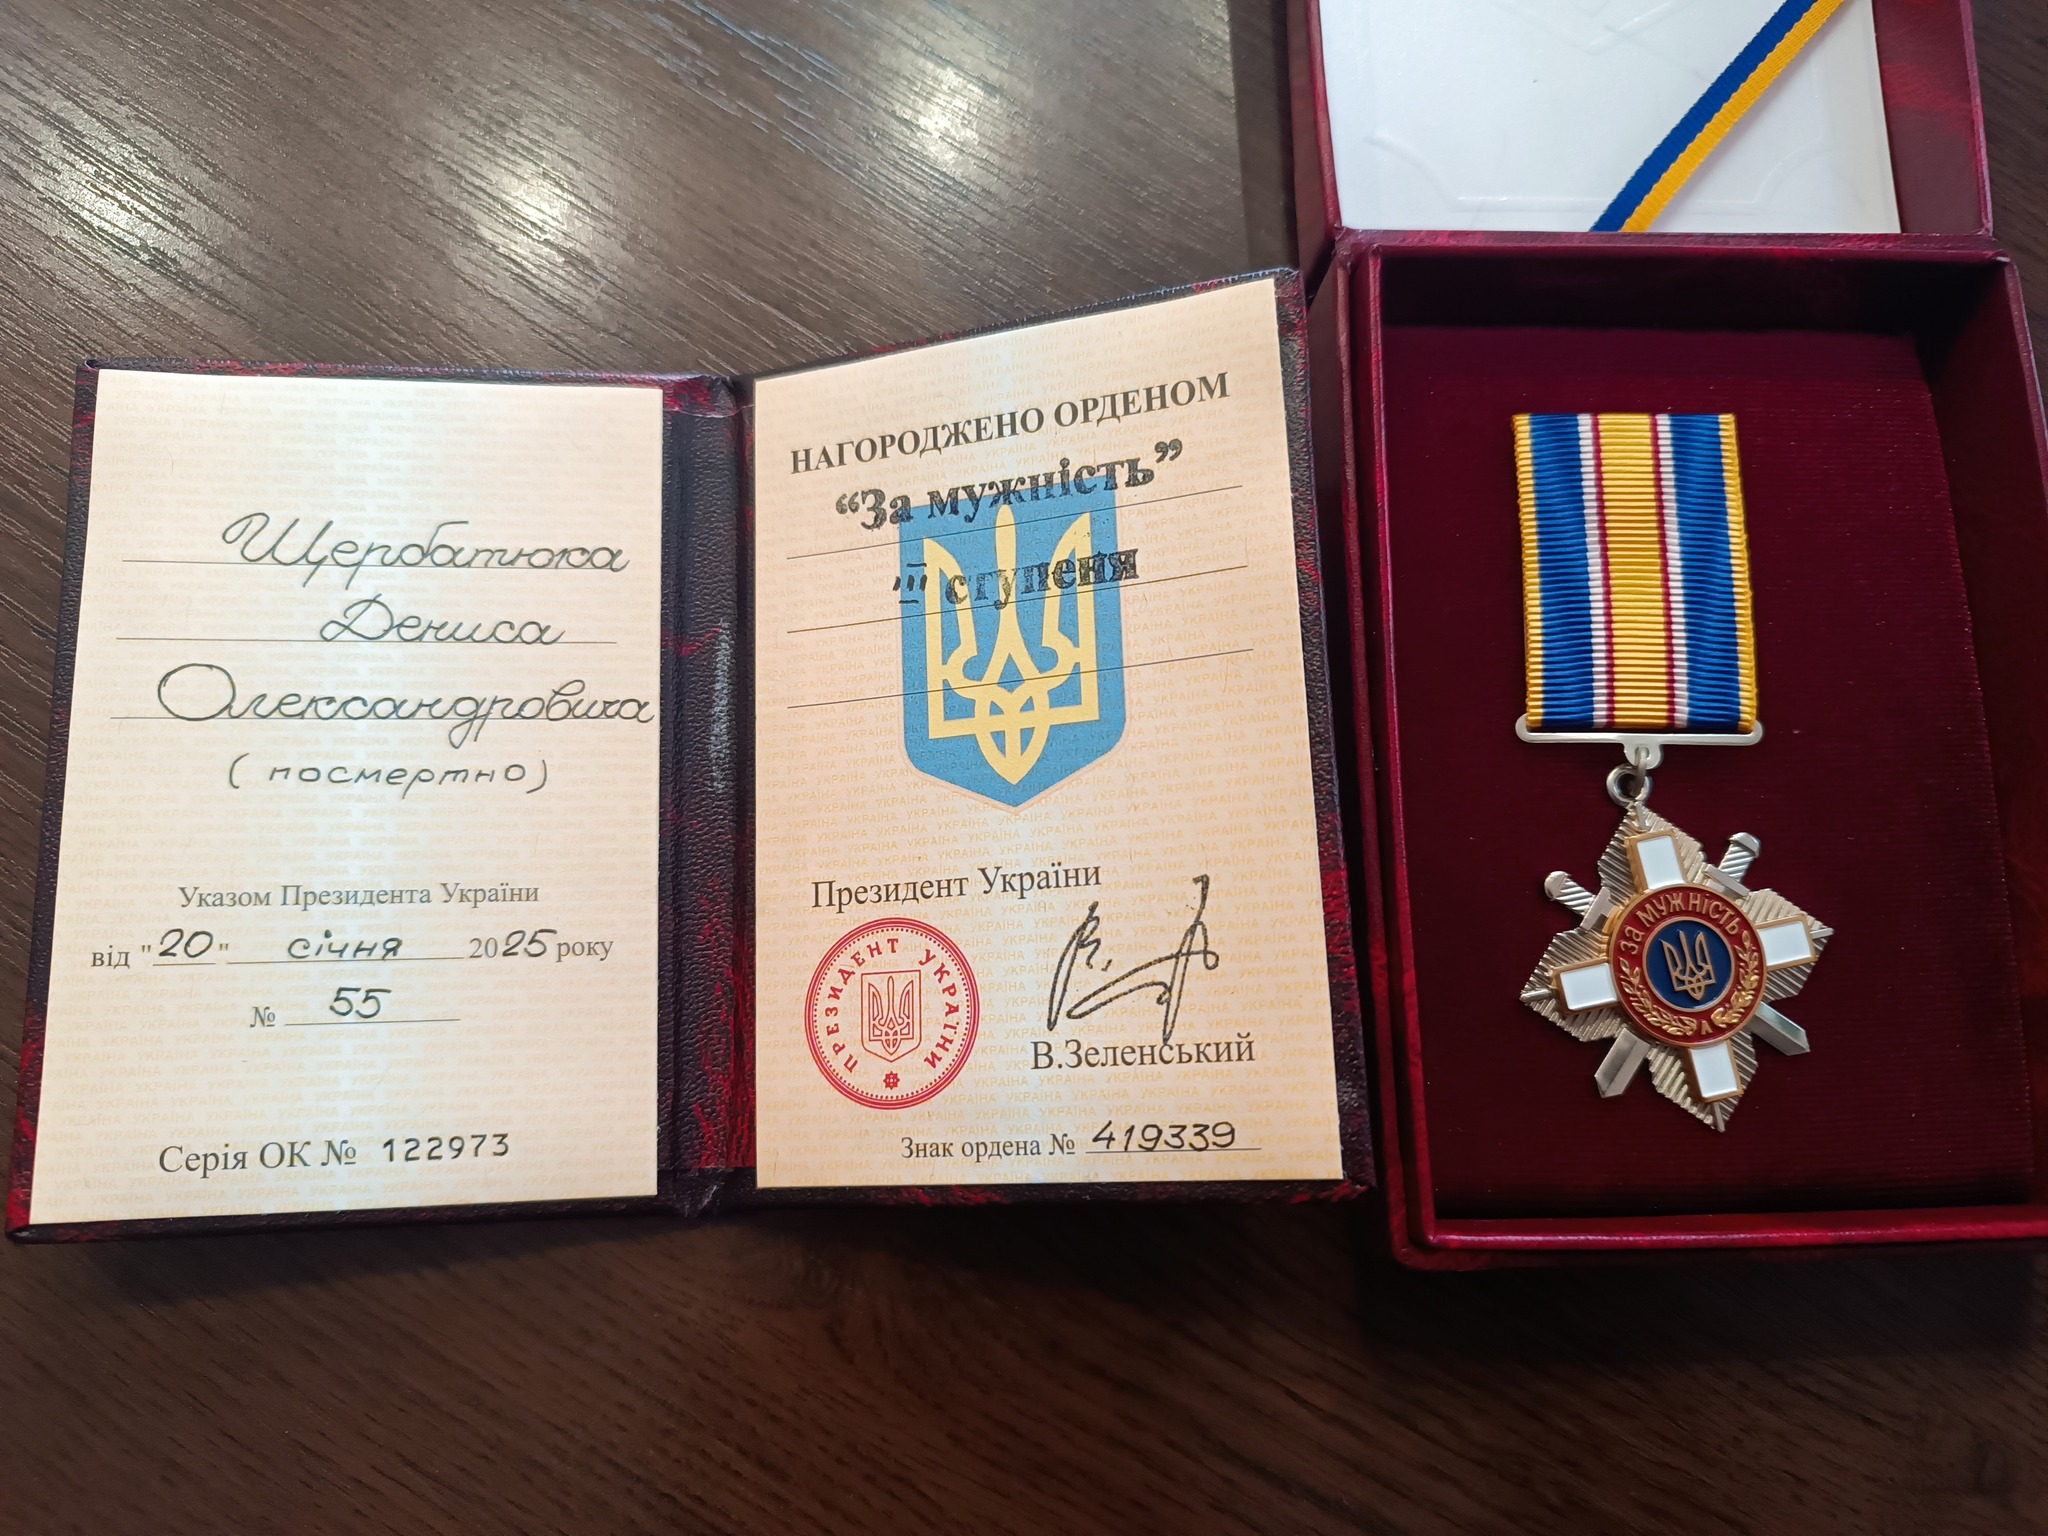 Щербатюка
Дениса
Олександровича
(посмертно)
Указом Президента України
від "20" січня 2025 року
№ 55
Серія ОК № 122973
НАГОРОДЖЕНО ОРДЕНОМ
“За мужність”
ІІІ ступеня
Президент України
ПРЕЗИДЕНТ УКРАЇНИ
В.Зеленський
Знак ордена № 419339
ЗА МУЖНІСТЬ